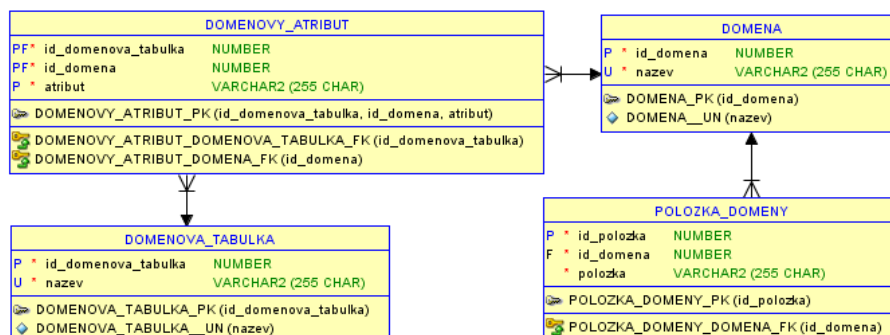 DOMENOVY_ATRIBUT
PF* id_domenova_tabulka NUMBER
PF* id_domena NUMBER
P * atribut VARCHAR2 (255 CHAR)
DOMENOVY_ATRIBUT_PK (id_domenova_tabulka, id_domena, atribut)
DOMENOVY_ATRIBUT_DOMENOVA_TABULKA_FK (id_domenova_tabulka)
DOMENOVY_ATRIBUT_DOMENA_FK (id_domena)
DOMENA
P * id_domena NUMBER
U * nazev VARCHAR2 (255 CHAR)
DOMENA_PK (id_domena)
DOMENA__UN (nazev)
DOMENOVA_TABULKA
P * id_domenova_tabulka NUMBER
U * nazev VARCHAR2 (255 CHAR)
DOMENOVA_TABULKA_PK (id_domenova_tabulka)
DOMENOVA_TABULKA__UN (nazev)
POLOZKA_DOMENY
P * id_polozka NUMBER
F * id_domena NUMBER
* polozka VARCHAR2 (255 CHAR)
POLOZKA_DOMENY_PK (id_polozka)
POLOZKA_DOMENY_DOMENA_FK (id_domena)